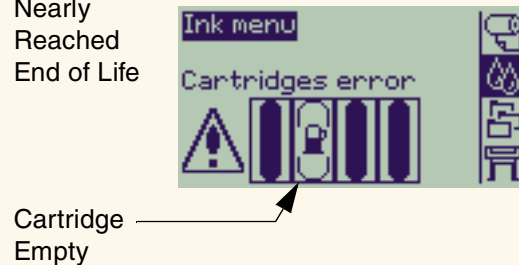 Nearly
Reached
End of Life
Ink menu
Cartridges error
Cartridge
Empty